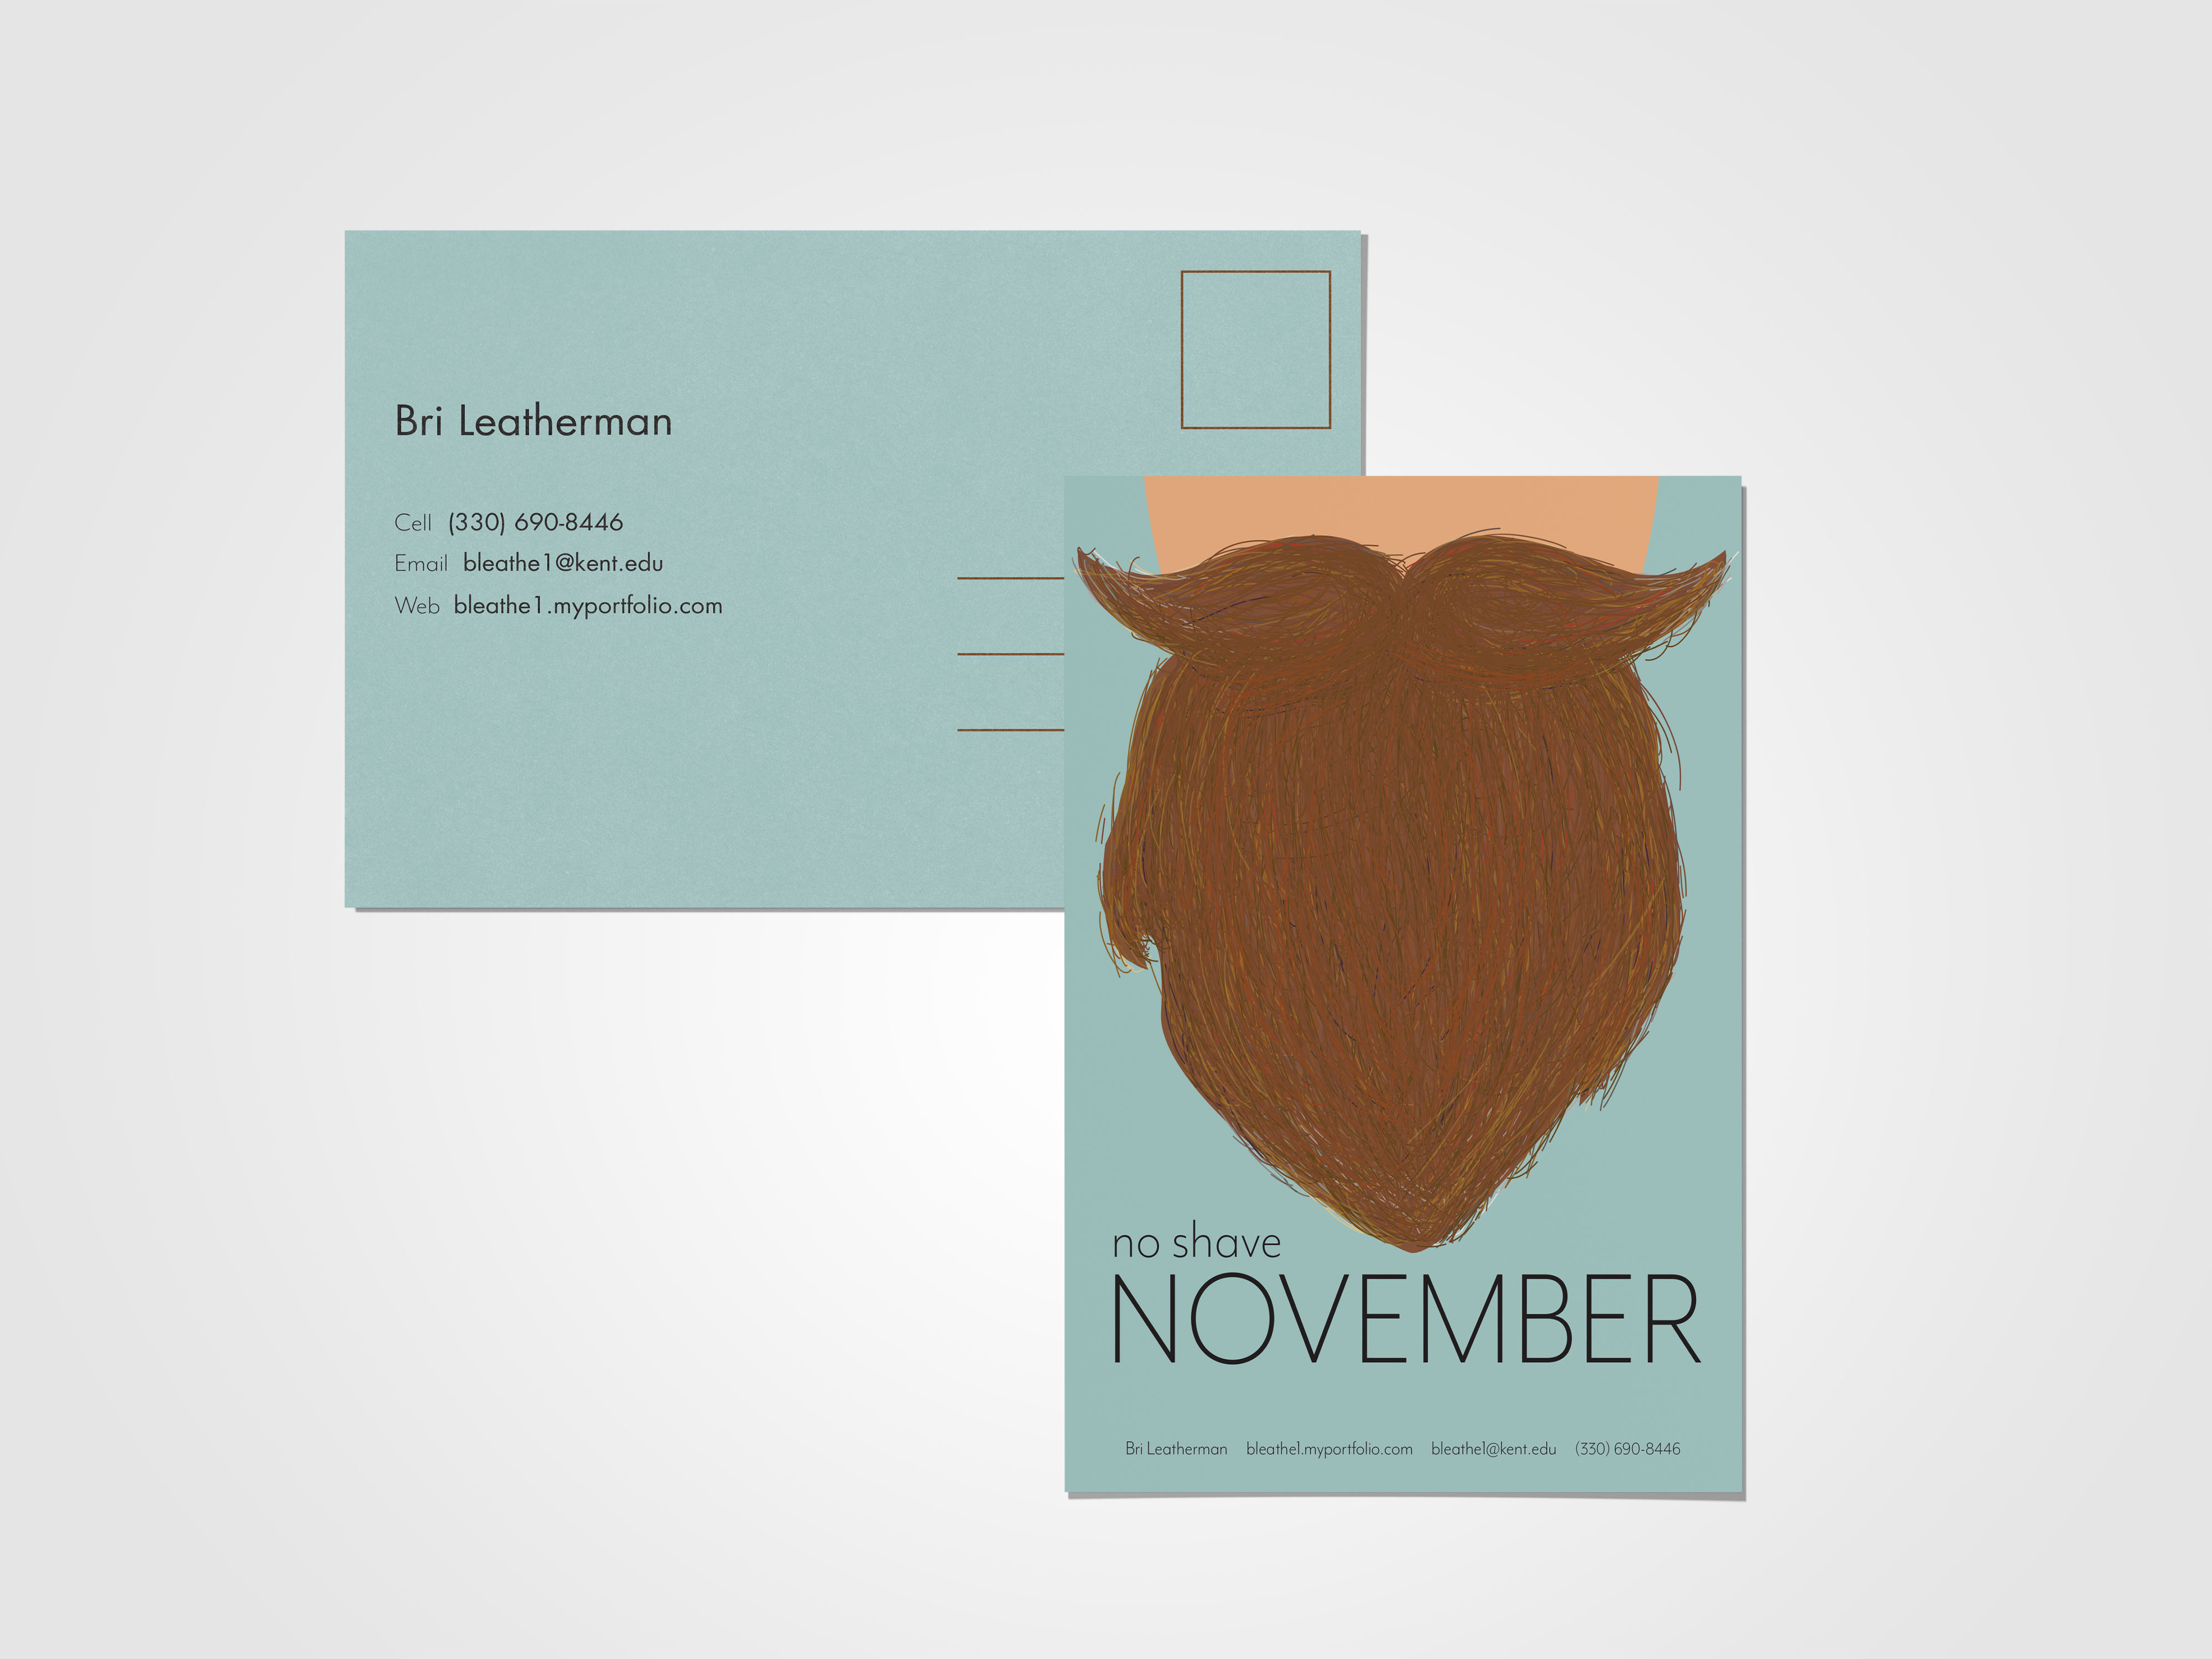 Bri Leatherman
Cell (330) 690-8446
Email bleathe1@kent.edu
Web bleathe1.myportfolio.com
no shave
NOVEMBER
Bri Leatherman bleathe1.myportfolio.com bleathe1@kent.edu (330) 690-8446